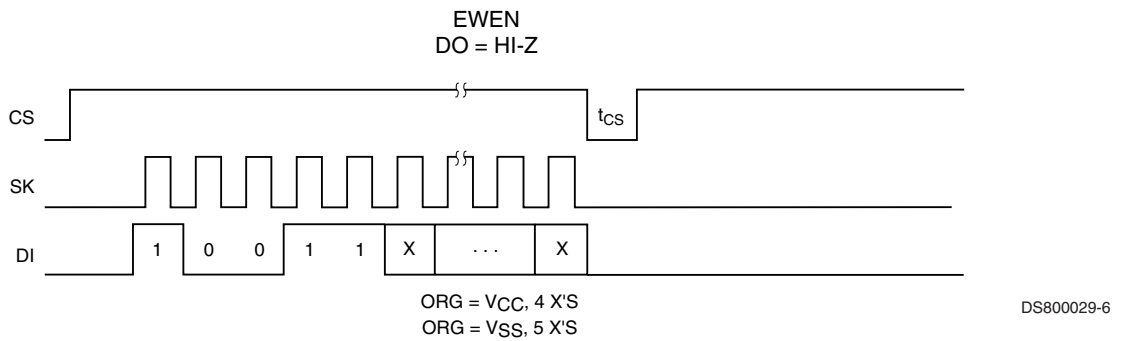 EWEN
DO = HI-Z
CS
tCS
SK
DI
1 0 0 1 1 X . . . X
ORG = VCC, 4 X'S
ORG = VSS, 5 X'S
DS800029-6